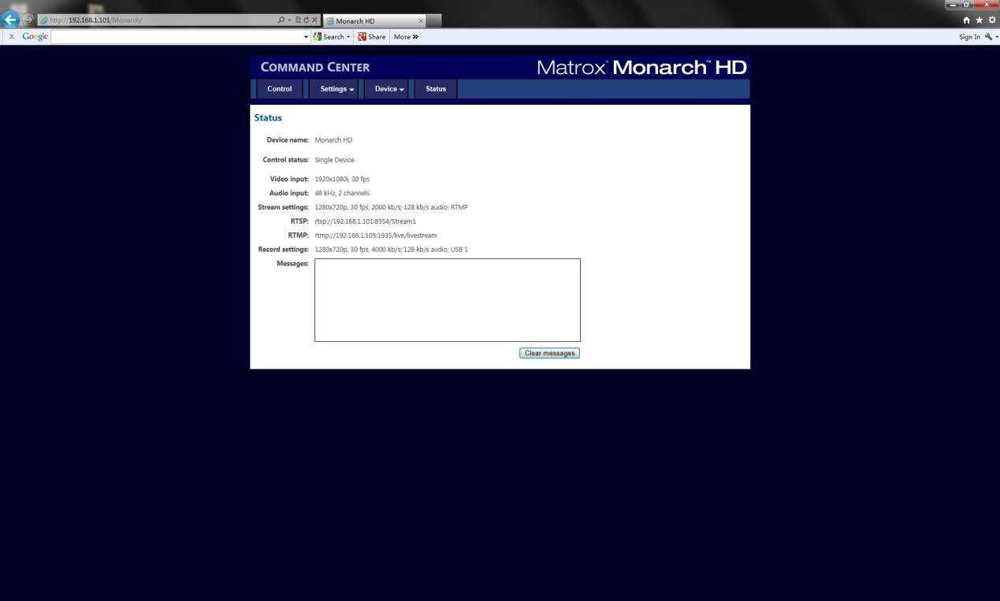 http://192.168.1.101/Monarch/
Monarch HD
x Google
Search
Share
More »
Sign In
COMMAND CENTER
Matrox® Monarch™ HD
Control
Settings
Device
Status
Status
Device name: Monarch HD
Control status: Single Device
Video input: 1920x1080i, 30 fps
Audio input: 48 kHz, 2 channels
Stream settings: 1280x720p, 30 fps, 2000 kb/s; 128 kb/s audio; RTMP
RTSP: rtsp://192.168.1.101:8554/Stream1
RTMP: rtmp://192.168.1.105:1935/live/livestream
Record settings: 1280x720p, 30 fps, 4000 kb/s; 128 kb/s audio; USB 1
Messages:
Clear messages